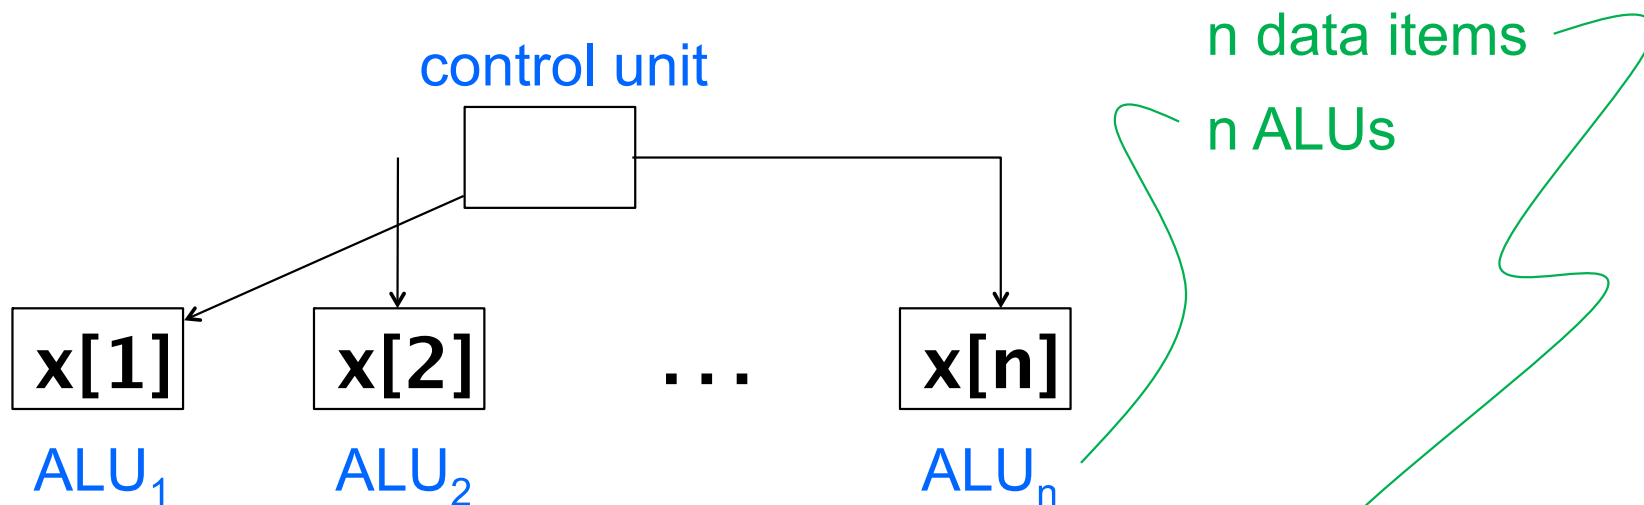 n data items
control unit
n ALUs
x[1] x[2] ... x[n]
ALU₁ ALU₂ ALUₙ